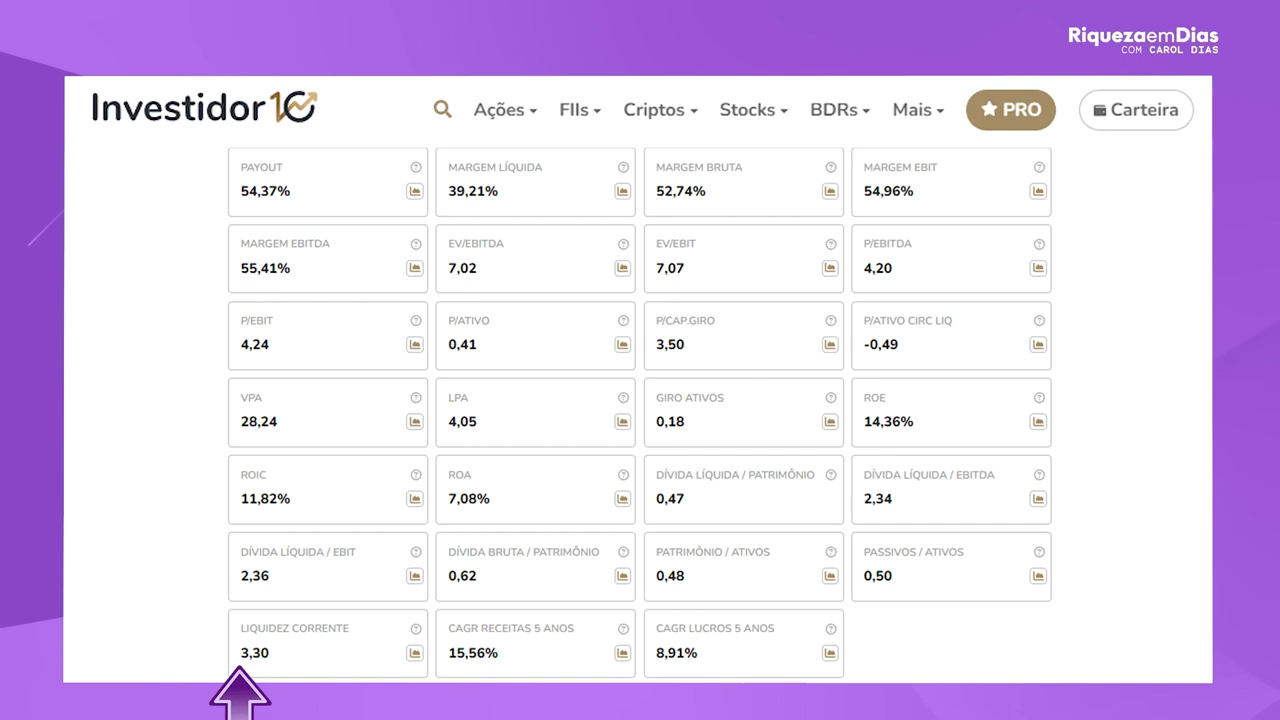 RiquezaemDias
COM CAROL DIAS
Investidor10
Ações FIIs Criptos Stocks BDRs Mais PRO Carteira
PAYOUT MARGEM LÍQUIDA MARGEM BRUTA MARGEM EBIT
54,37% 39,21% 52,74% 54,96%
MARGEM EBITDA EV/EBITDA EV/EBIT P/EBITDA
55,41% 7,02 7,07 4,20
P/EBIT P/ATIVO P/CAP.GIRO P/ATIVO CIRC LIQ
4,24 0,41 3,50 -0,49
VPA LPA GIRO ATIVOS ROE
28,24 4,05 0,18 14,36%
ROIC ROA DÍVIDA LÍQUIDA / PATRIMÔNIO DÍVIDA LÍQUIDA / EBITDA
11,82% 7,08% 0,47 2,34
DÍVIDA LÍQUIDA / EBIT DÍVIDA BRUTA / PATRIMÔNIO PATRIMÔNIO / ATIVOS PASSIVOS / ATIVOS
2,36 0,62 0,48 0,50
LIQUIDEZ CORRENTE CAGR RECEITAS 5 ANOS CAGR LUCROS 5 ANOS
3,30 15,56% 8,91%